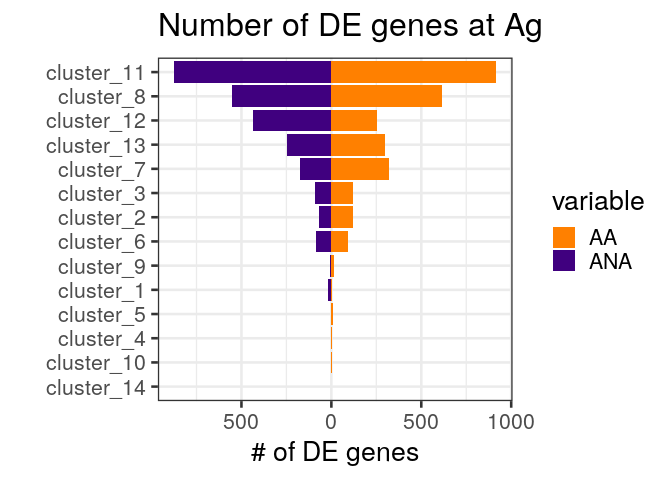 Number of DE genes at Ag
cluster_11
cluster_8
cluster_12
cluster_13
cluster_7
cluster_3
cluster_2
cluster_6
cluster_9
cluster_1
cluster_5
cluster_4
cluster_10
cluster_14
500 0 500 1000
# of DE genes
variable
AA
ANA